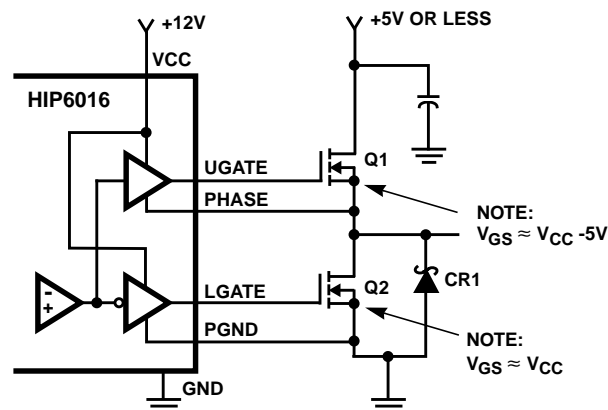 +12V
+5V OR LESS
VCC
HIP6016
UGATE
Q1
PHASE
NOTE:
VGS ≈ VCC -5V
LGATE
Q2
CR1
PGND
NOTE:
VGS ≈ VCC
GND
-
+